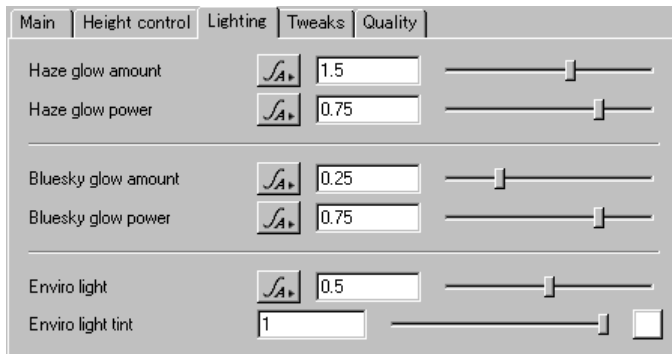 Main Height control Lighting Tweaks Quality
Haze glow amount 1.5
Haze glow power 0.75
Bluesky glow amount 0.25
Bluesky glow power 0.75
Enviro light 0.5
Enviro light tint 1